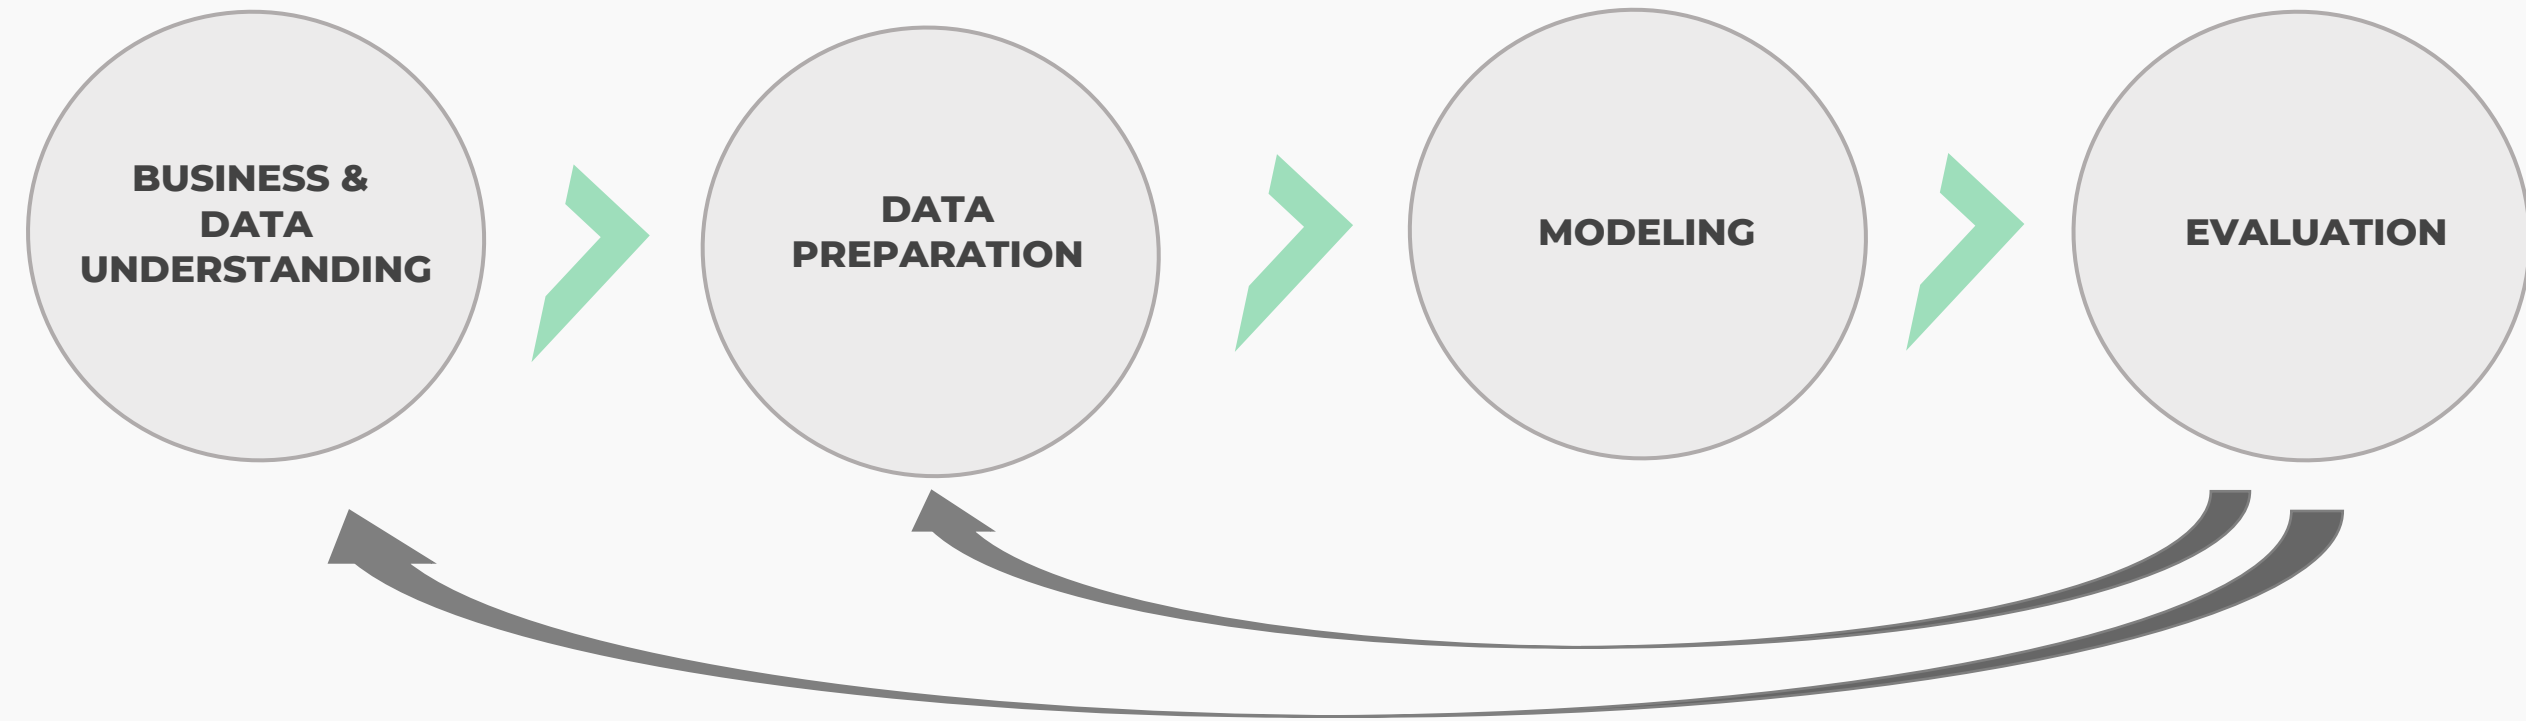 BUSINESS &
DATA
UNDERSTANDING
DATA
PREPARATION
MODELING
EVALUATION